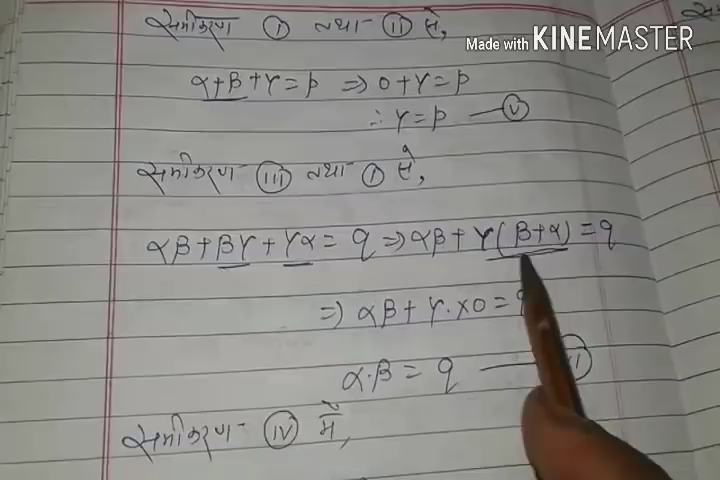 समीकरण (I) तथा (II) से,
Made with KINEMASTER
α+β+γ=p ⇒ 0+γ=p
∴ γ=p — (V)
समीकरण (III) तथा (I) से,
αβ+βγ+γα = q ⇒ αβ+γ(β+α) = q
⇒ αβ+γ.×0 =
α.β = q —
समीकरण (IV) में,